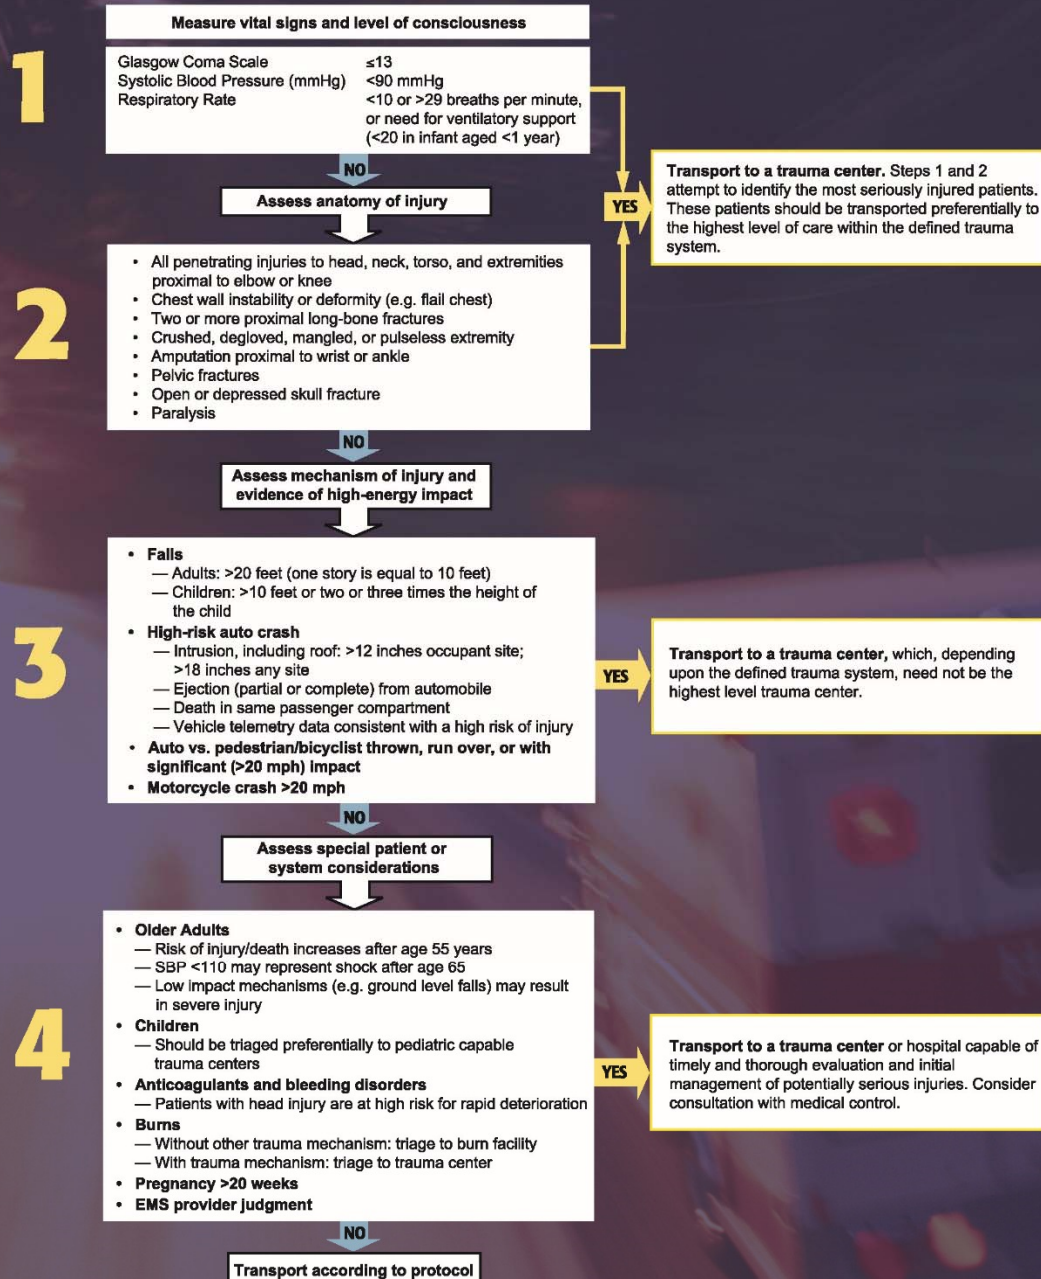 Measure vital signs and level of consciousness
1
Glasgow Coma Scale ≤13
Systolic Blood Pressure (mmHg) <90 mmHg
Respiratory Rate <10 or >29 breaths per minute,
or need for ventilatory support
(<20 in infant aged <1 year)
NO
YES
Transport to a trauma center. Steps 1 and 2
attempt to identify the most seriously injured patients.
These patients should be transported preferentially to
the highest level of care within the defined trauma
system.
Assess anatomy of injury
2
• All penetrating injuries to head, neck, torso, and extremities
proximal to elbow or knee
• Chest wall instability or deformity (e.g. flail chest)
• Two or more proximal long-bone fractures
• Crushed, degloved, mangled, or pulseless extremity
• Amputation proximal to wrist or ankle
• Pelvic fractures
• Open or depressed skull fracture
• Paralysis
NO
Assess mechanism of injury and
evidence of high-energy impact
3
• Falls
— Adults: >20 feet (one story is equal to 10 feet)
— Children: >10 feet or two or three times the height of
the child
• High-risk auto crash
— Intrusion, including roof: >12 inches occupant site;
>18 inches any site
— Ejection (partial or complete) from automobile
— Death in same passenger compartment
— Vehicle telemetry data consistent with a high risk of injury
• Auto vs. pedestrian/bicyclist thrown, run over, or with
significant (>20 mph) impact
• Motorcycle crash >20 mph
YES
Transport to a trauma center, which, depending
upon the defined trauma system, need not be the
highest level trauma center.
NO
Assess special patient or
system considerations
4
• Older Adults
— Risk of injury/death increases after age 55 years
— SBP <110 may represent shock after age 65
— Low impact mechanisms (e.g. ground level falls) may result
in severe injury
• Children
— Should be triaged preferentially to pediatric capable
trauma centers
• Anticoagulants and bleeding disorders
— Patients with head injury are at high risk for rapid deterioration
• Burns
— Without other trauma mechanism: triage to burn facility
— With trauma mechanism: triage to trauma center
• Pregnancy >20 weeks
• EMS provider judgment
YES
Transport to a trauma center or hospital capable of
timely and thorough evaluation and initial
management of potentially serious injuries. Consider
consultation with medical control.
NO
Transport according to protocol